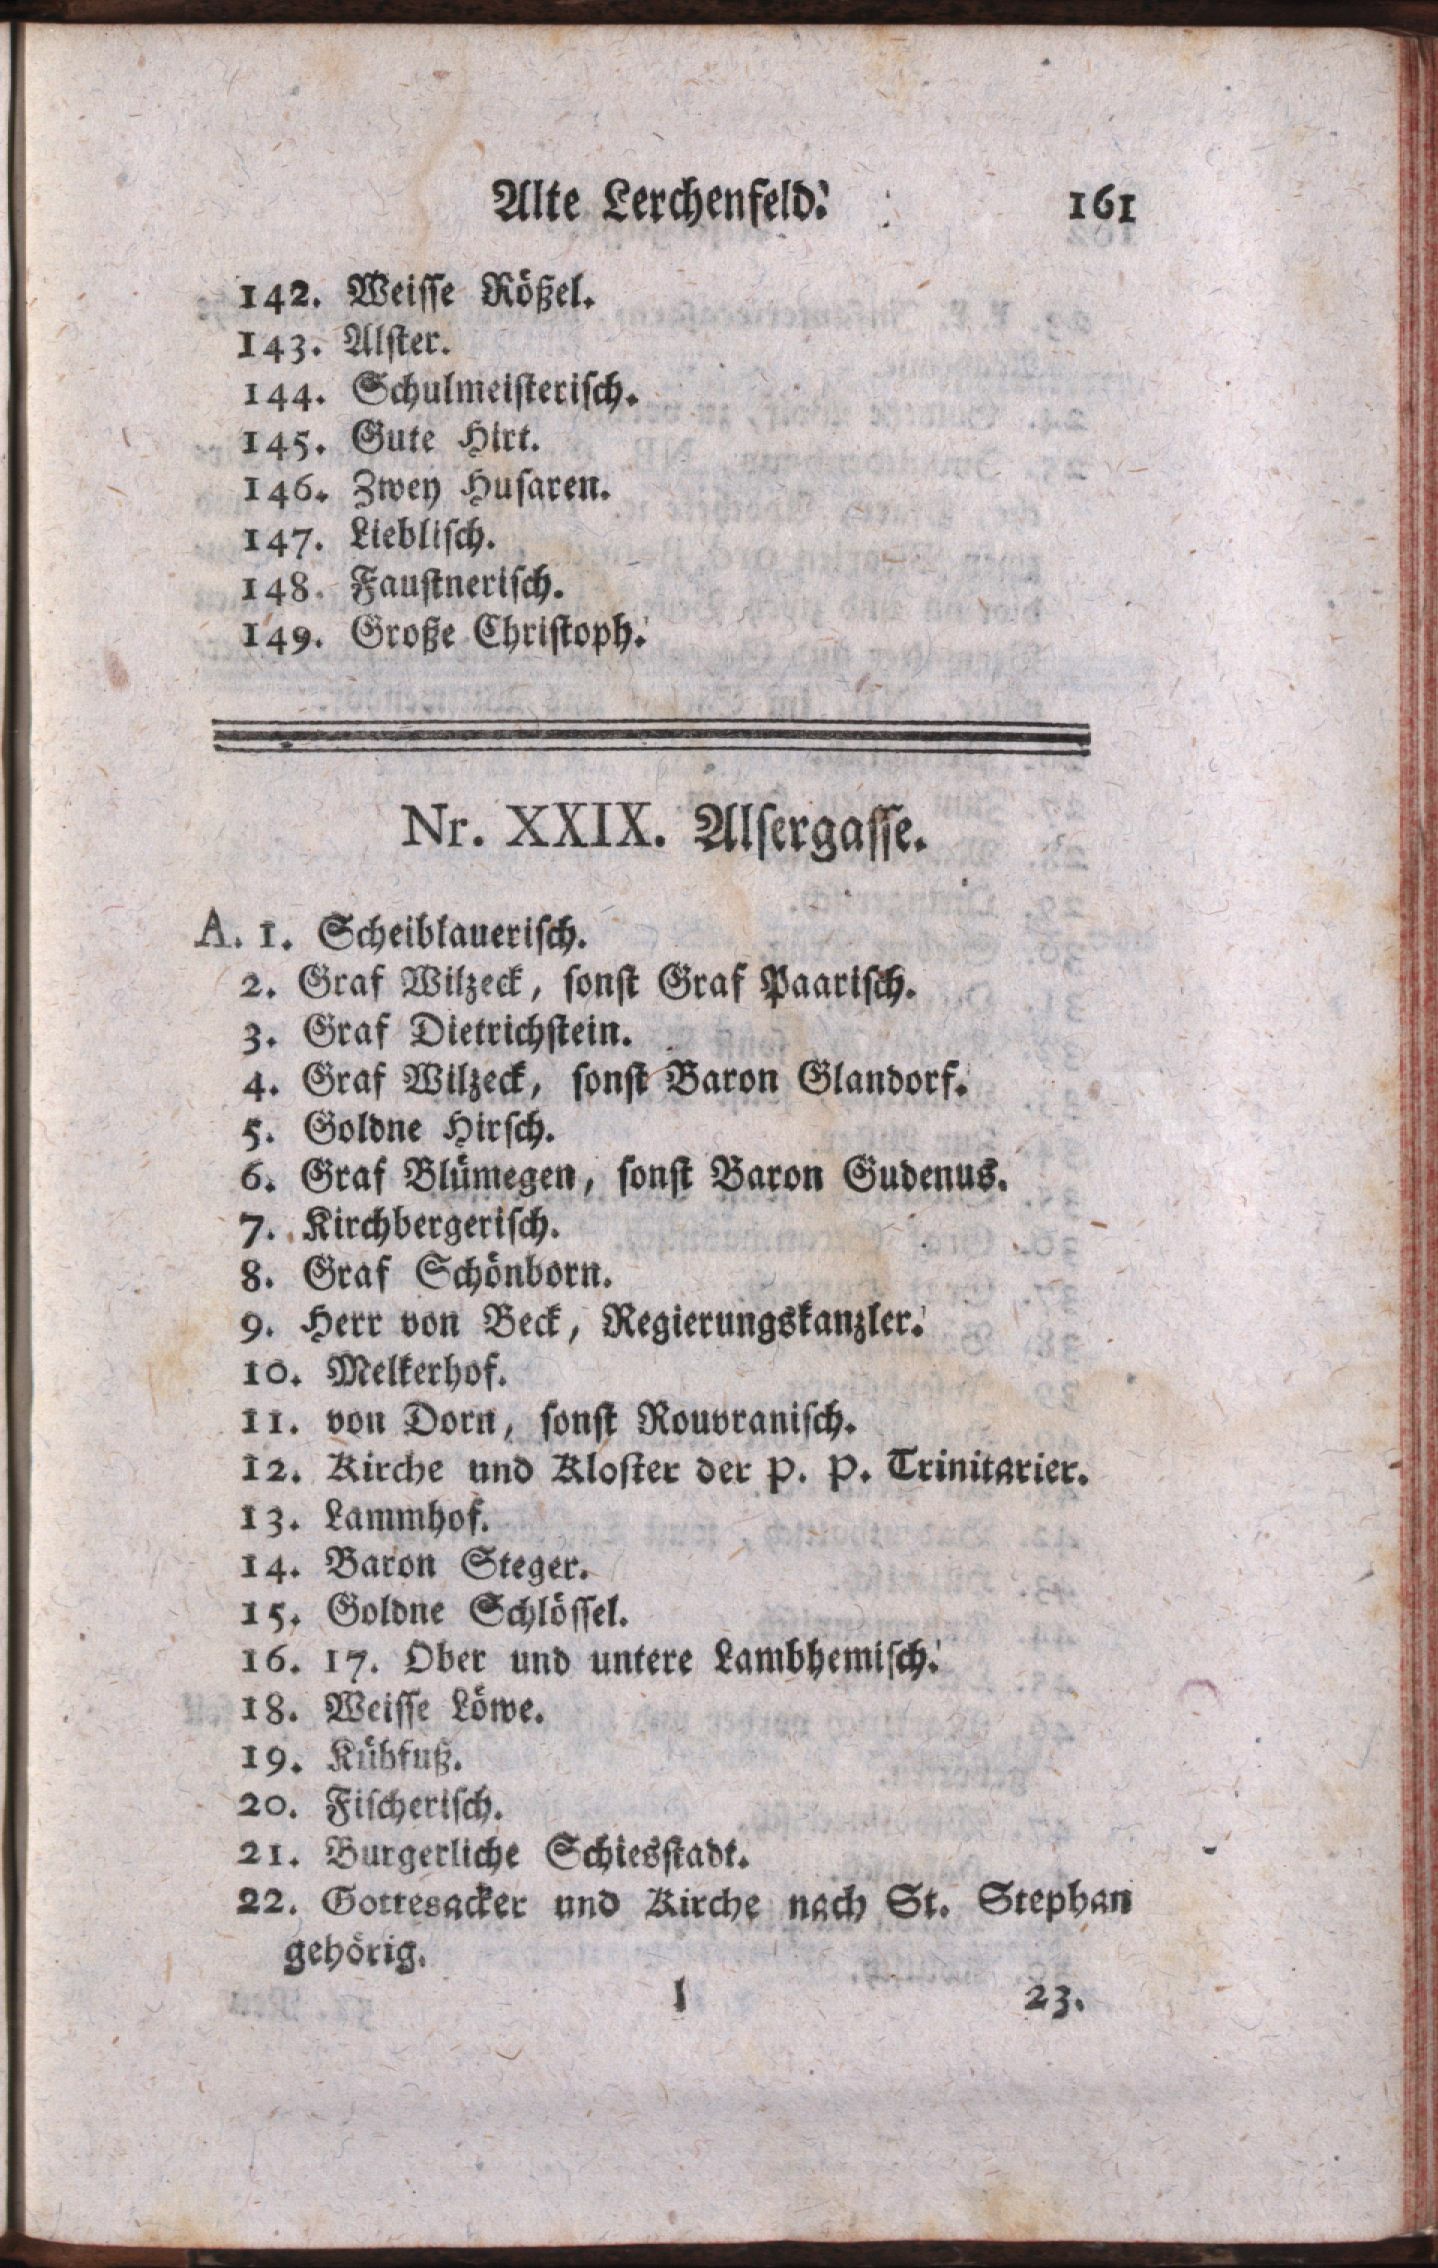 Alte Lerchenfeld. 161
142. Weisse Rößel.
143. Alster.
144. Schulmeisterisch.
145. Gute Hirt.
146. Zwey Husaren.
147. Lieblisch.
148. Faustnerisch.
149. Große Christoph.
Nr. XXIX. Alsergasse.
A. 1. Scheiblauerisch.
2. Graf Wilzeck, sonst Graf Paarisch.
3. Graf Dietrichstein.
4. Graf Wilzeck, sonst Baron Glandorf.
5. Goldne Hirsch.
6. Graf Blümegen, sonst Baron Gudenus.
7. Kirchbergerisch.
8. Graf Schönborn.
9. Herr von Beck, Regierungskanzler.
10. Melkerhof.
11. von Dorn, sonst Rouvranisch.
12. Kirche und Kloster der P. P. Trinitarier.
13. Lammhof.
14. Baron Steger.
15. Goldne Schlössel.
16. 17. Ober und untere Lambhemisch.
18. Weisse Löwe.
19. Kühfuß.
20. Fischerisch.
21. Burgerliche Schiesstadt.
22. Gottesacker und Kirche nach St. Stephan
gehörig.
l 23.